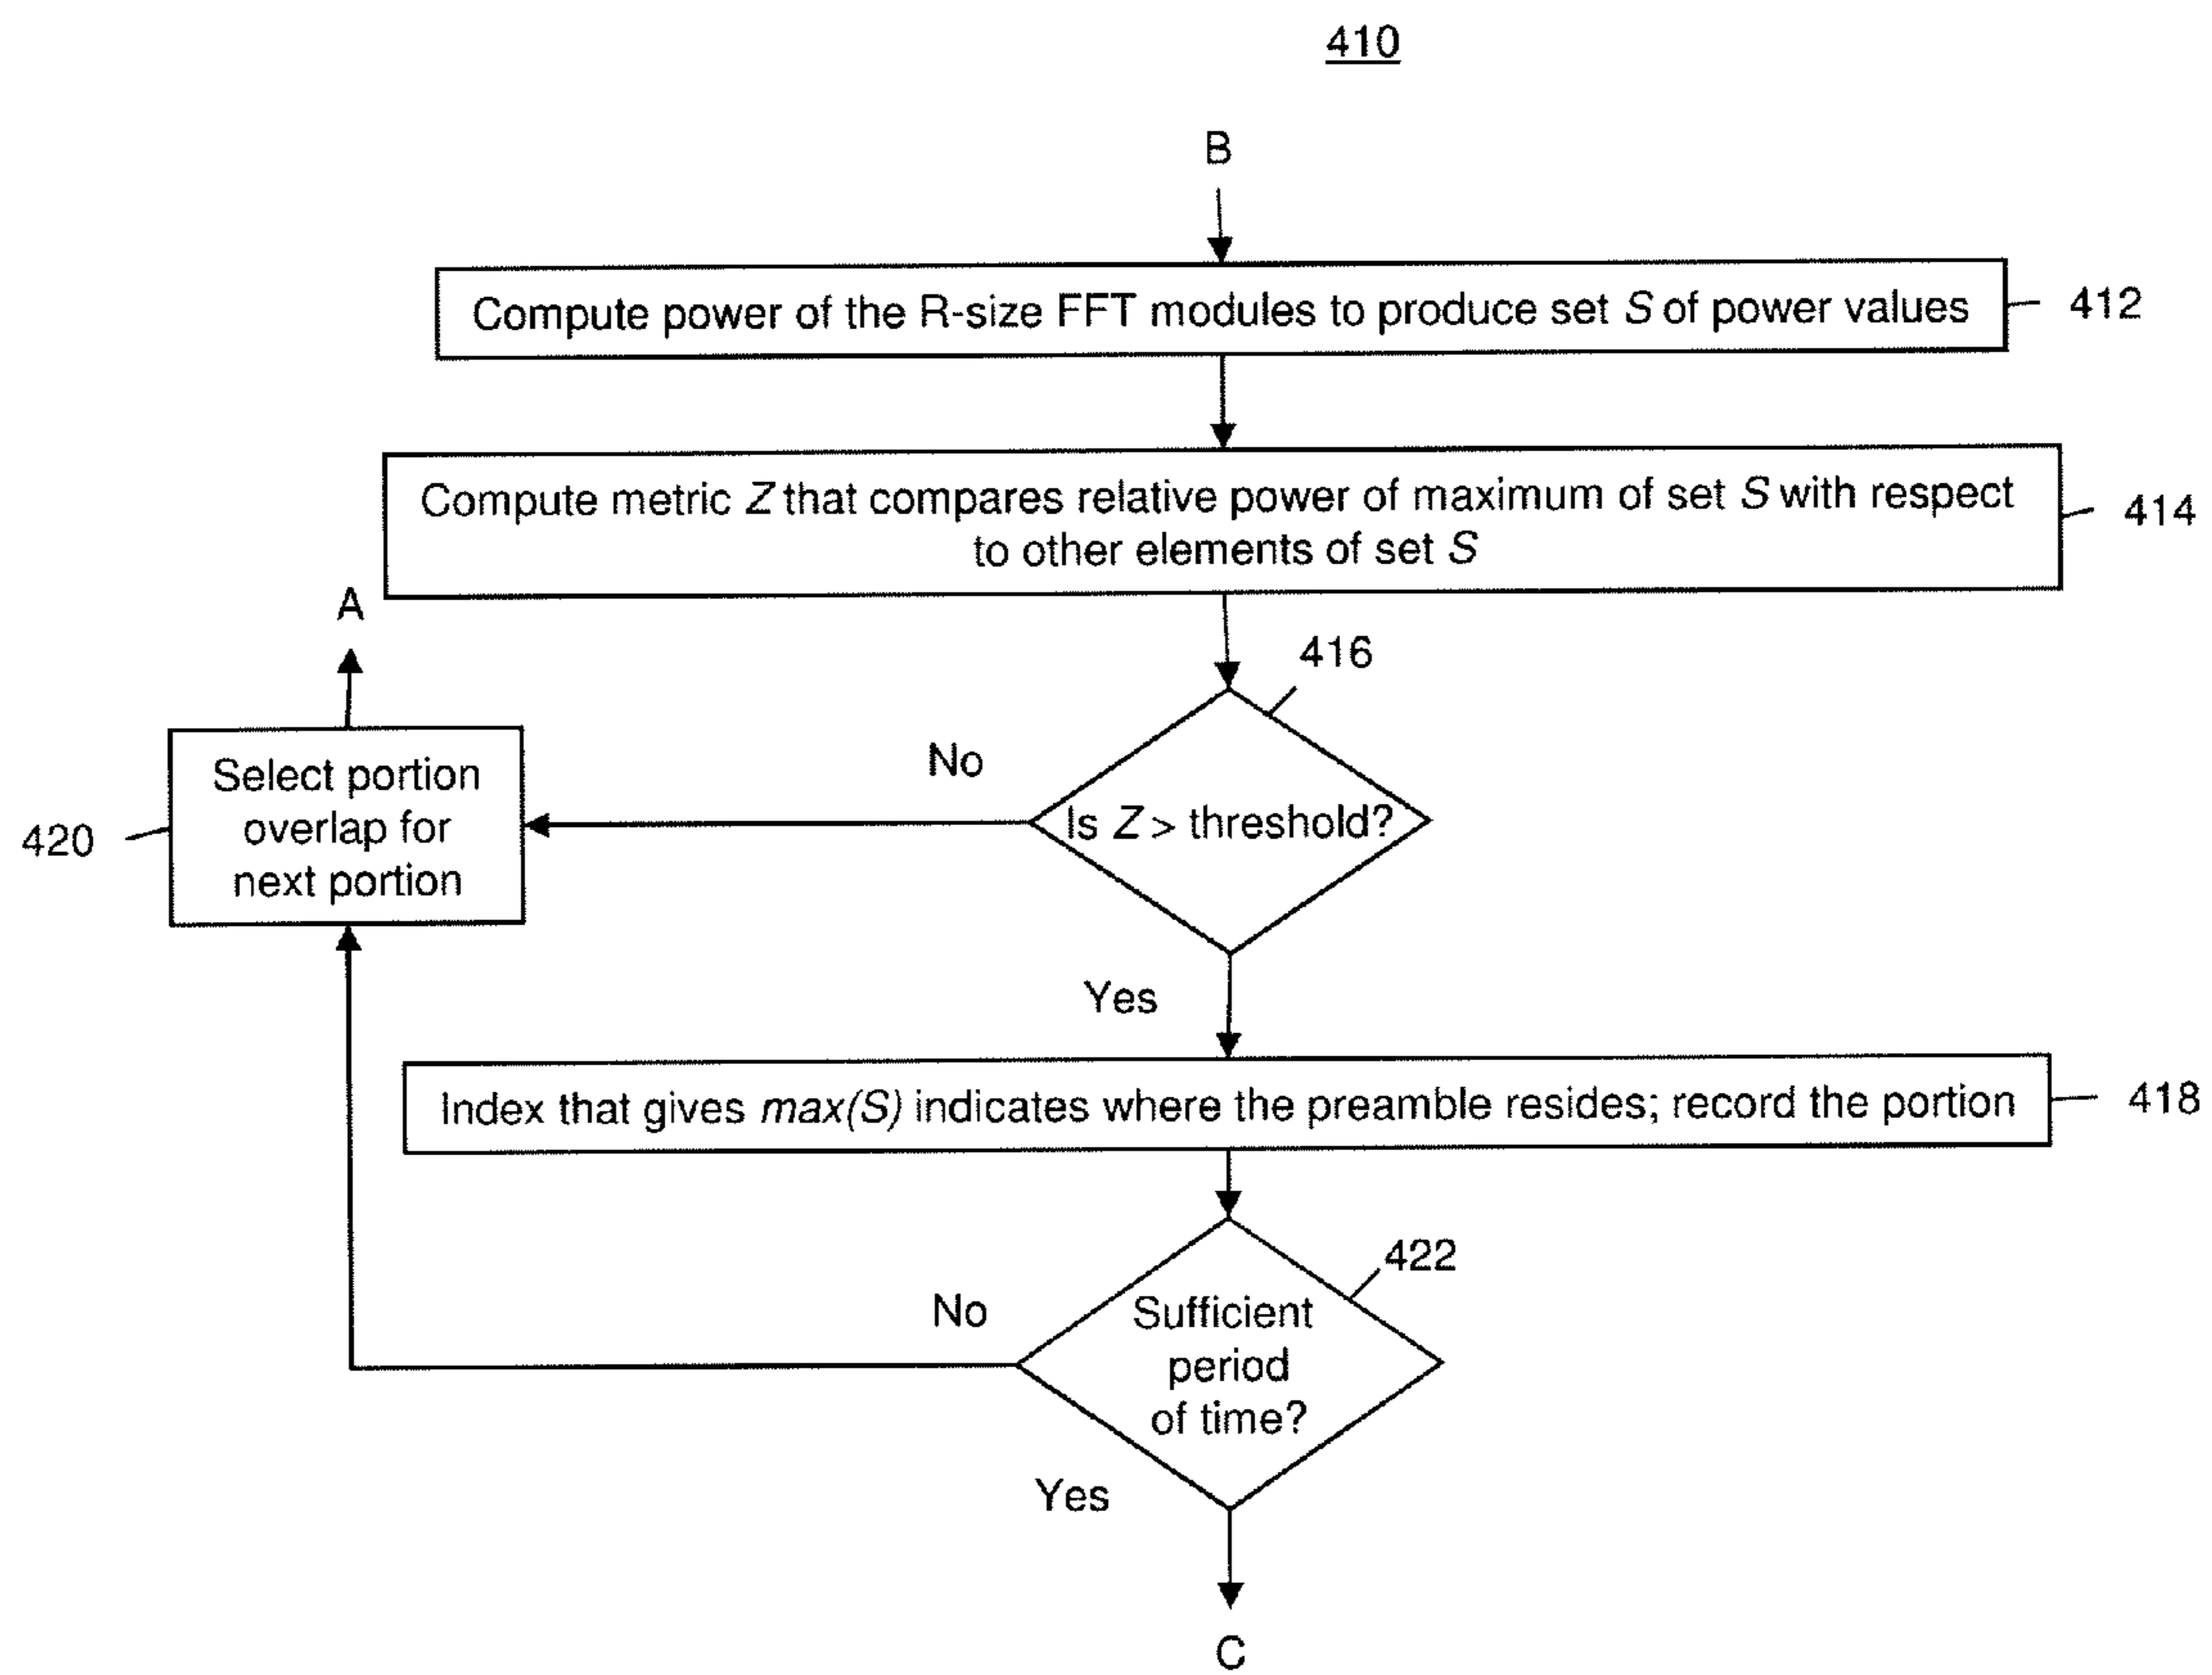 410
B
Compute power of the R-size FFT modules to produce set S of power values
412
Compute metric Z that compares relative power of maximum of set S with respect
to other elements of set S
414
A
416
Select portion
overlap for
next portion
420
No
Is Z > threshold?
Yes
Index that gives max(S) indicates where the preamble resides; record the portion
418
422
No
Sufficient
period
of time?
Yes
C